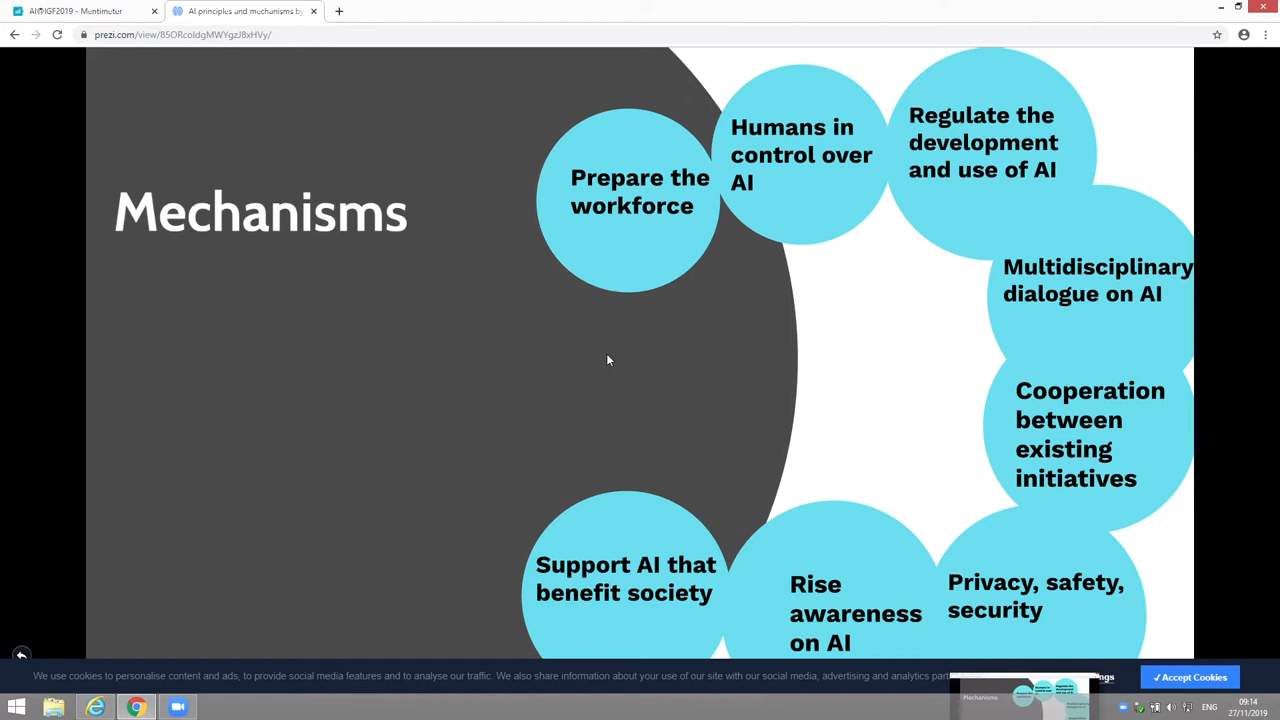 AI@IGF2019 - Mentimeter
AI principles and mechanisms by
prezi.com/view/85ORcoIdgMWYgzJ8xHVy/
Mechanisms
Prepare the
workforce
Humans in
control over
AI
Regulate the
development
and use of AI
Multidisciplinary
dialogue on AI
Cooperation
between
existing
initiatives
Privacy, safety,
security
Rise
awareness
on AI
Support AI that
benefit society
We use cookies to personalise content and ads, to provide social media features and to analyse our traffic. We also share information about your use of our site with our social media, advertising and analytics par
ngs
✓ Accept Cookies
Mechanisms
ENG
09:14
27/11/2019